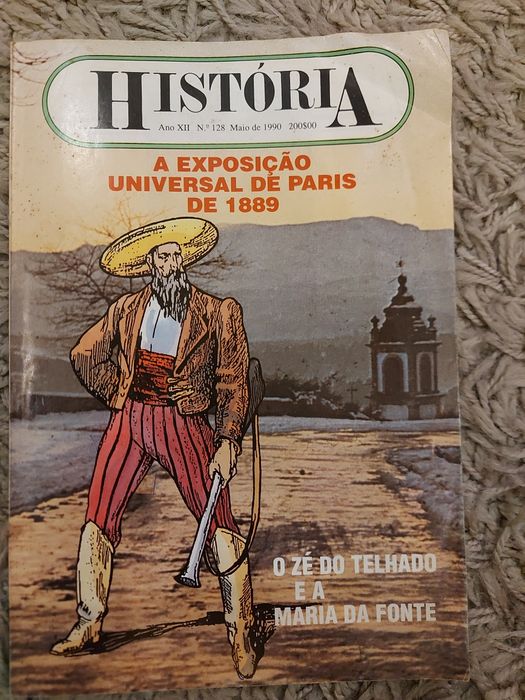 HISTÓRIA
Ano XII N.º 128 Maio de 1990 200$00
A EXPOSIÇÃO
UNIVERSAL DE PARIS
DE 1889
O ZÉ DO TELHADO
E A
MARIA DA FONTE